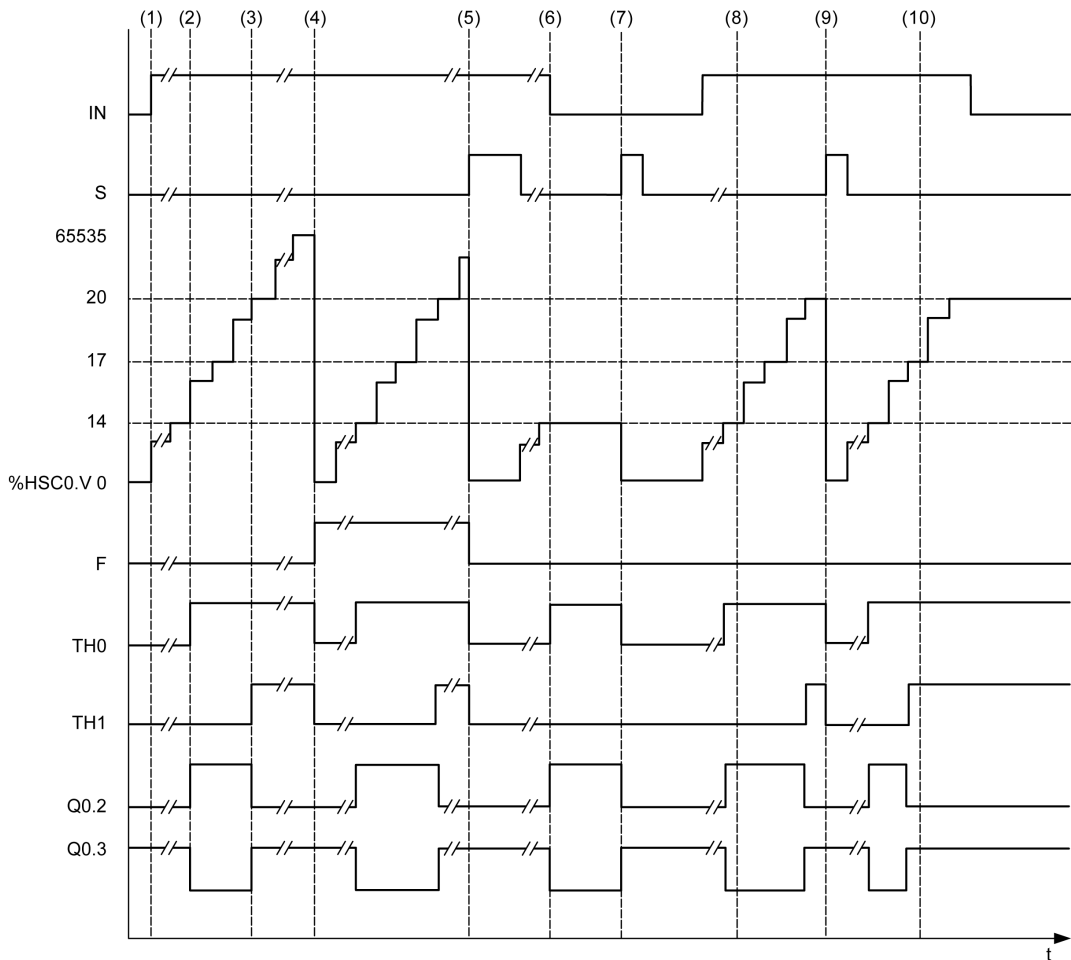 (1) (2) (3) (4) (5) (6) (7) (8) (9) (10)
IN
S
65535
20
17
14
%HSC0.V 0
F
TH0
TH1
Q0.2
Q0.3
t